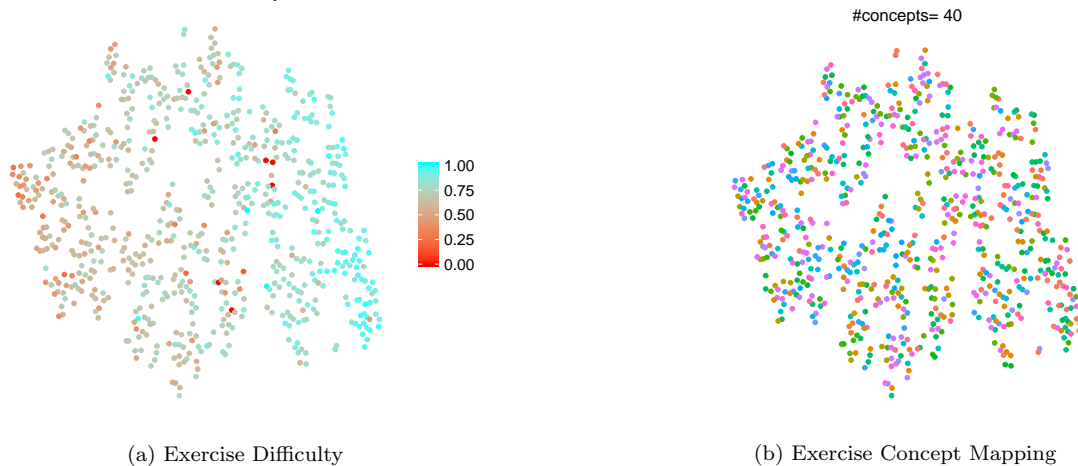 #concepts= 40
1.00
0.75
0.50
0.25
0.00
(a) Exercise Difficulty
(b) Exercise Concept Mapping